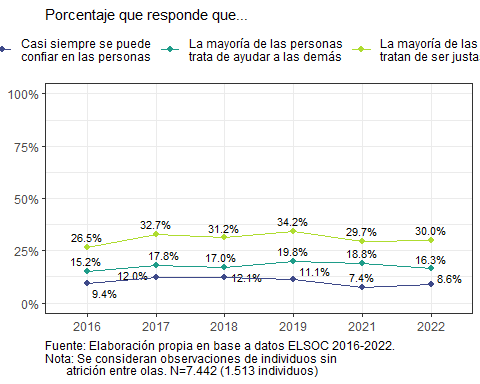 Porcentaje que responde que...
Casi siempre se puede
confiar en las personas
La mayoría de las personas
trata de ayudar a las demás
La mayoría de las
tratan de ser justa
100%
75%
50%
25%
0%
26.5%
32.7%
31.2%
34.2%
29.7%
30.0%
15.2%
17.8%
17.0%
19.8%
18.8%
16.3%
9.4%
12.0%
12.1%
11.1%
7.4%
8.6%
2016
2017
2018
2019
2021
2022
Fuente: Elaboración propia en base a datos ELSOC 2016-2022.
Nota: Se consideran observaciones de individuos sin
atrición entre olas. N=7.442 (1.513 individuos)